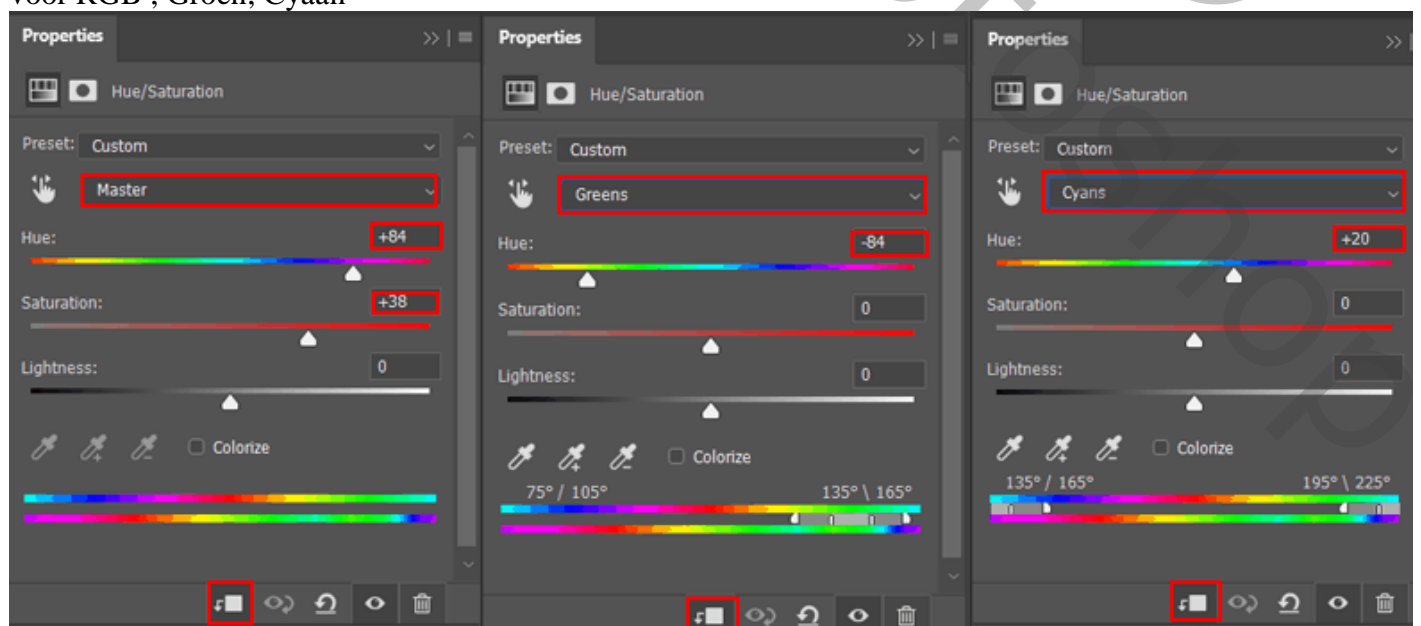 voor RGB ; Groen; Cyaan
Properties
Hue/Saturation
Preset: Custom
Master
Hue: +84
Saturation: +38
Lightness: 0
Colorize
Properties
Hue/Saturation
Preset: Custom
Greens
Hue: -84
Saturation: 0
Lightness: 0
Colorize
75° / 105° 135° \ 165°
Properties
Hue/Saturation
Preset: Custom
Cyans
Hue: +20
Saturation: 0
Lightness: 0
Colorize
135° / 165° 195° \ 225°